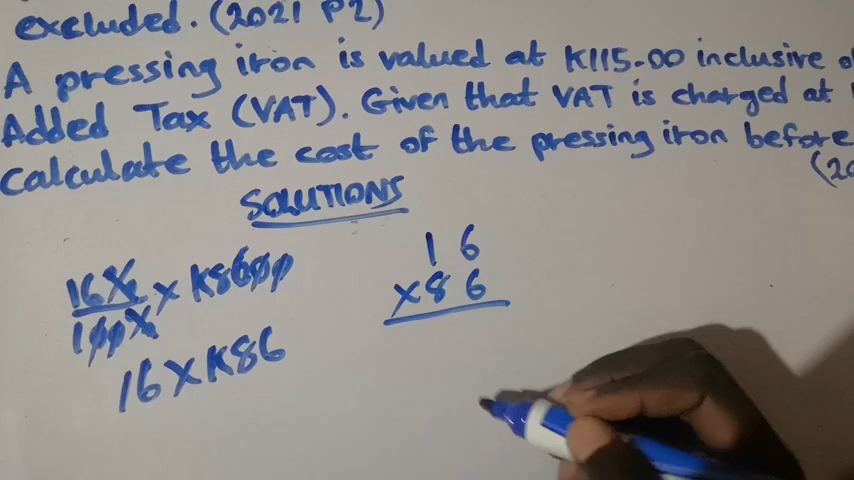 excluded. (2021 P2)
A pressing iron is valued at K115.00 inclusive
Added Tax (VAT). Given that VAT is charged at
Calculate the cost of the pressing iron before
SOLUTIONS
16%
100% × K8600
16 × K86
16
×86